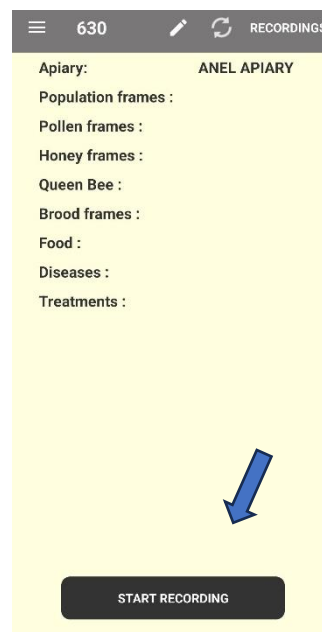 630 RECORDINGS
Apiary: ANEL APIARY
Population frames :
Pollen frames :
Honey frames :
Queen Bee :
Brood frames :
Food :
Diseases :
Treatments :
START RECORDING